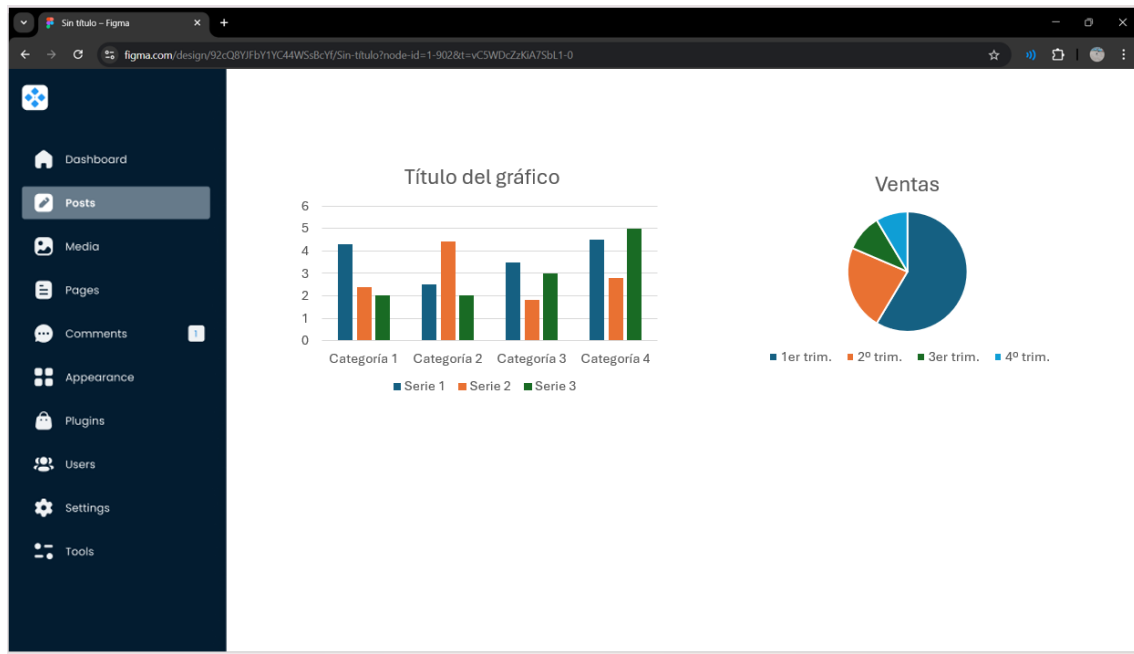 Sin título – Figma
figma.com/design/92cQ8YJFbY1YC44WSsBcYf/Sin-título?node-id=1-902&t=vC5WDcZzKiA7SbL1-0
Dashboard
Posts
Media
Pages
Comments 1
Appearance
Plugins
Users
Settings
Tools
Título del gráfico
6
5
4
3
2
1
0
Categoría 1 Categoría 2 Categoría 3 Categoría 4
Serie 1 Serie 2 Serie 3
Ventas
1er trim. 2º trim. 3er trim. 4º trim.